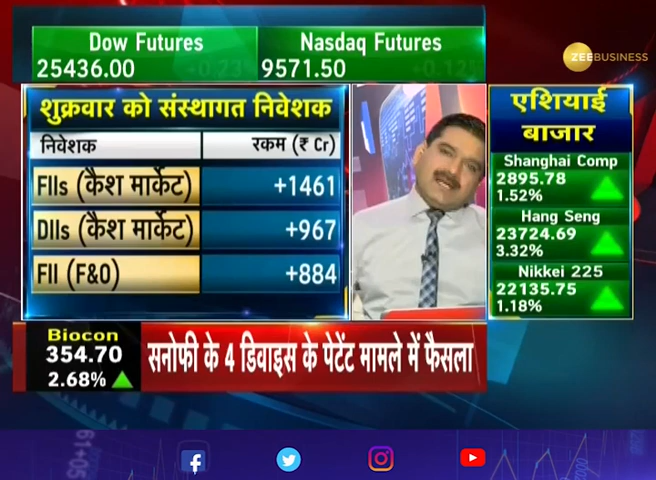 Dow Futures
25436.00
Nasdaq Futures
9571.50
ZEE BUSINESS
शुक्रवार को संस्थागत निवेशक
निवेशक रकम (₹ Cr)
FIIs (कैश मार्केट) +1461
DIIs (कैश मार्केट) +967
FII (F&O) +884
एशियाई
बाजार
Shanghai Comp
2895.78
1.52%
Hang Seng
23724.69
3.32%
Nikkei 225
22135.75
1.18%
Biocon
354.70
2.68%
सनोफी के 4 डिवाइस के पेटेंट मामले में फैसला